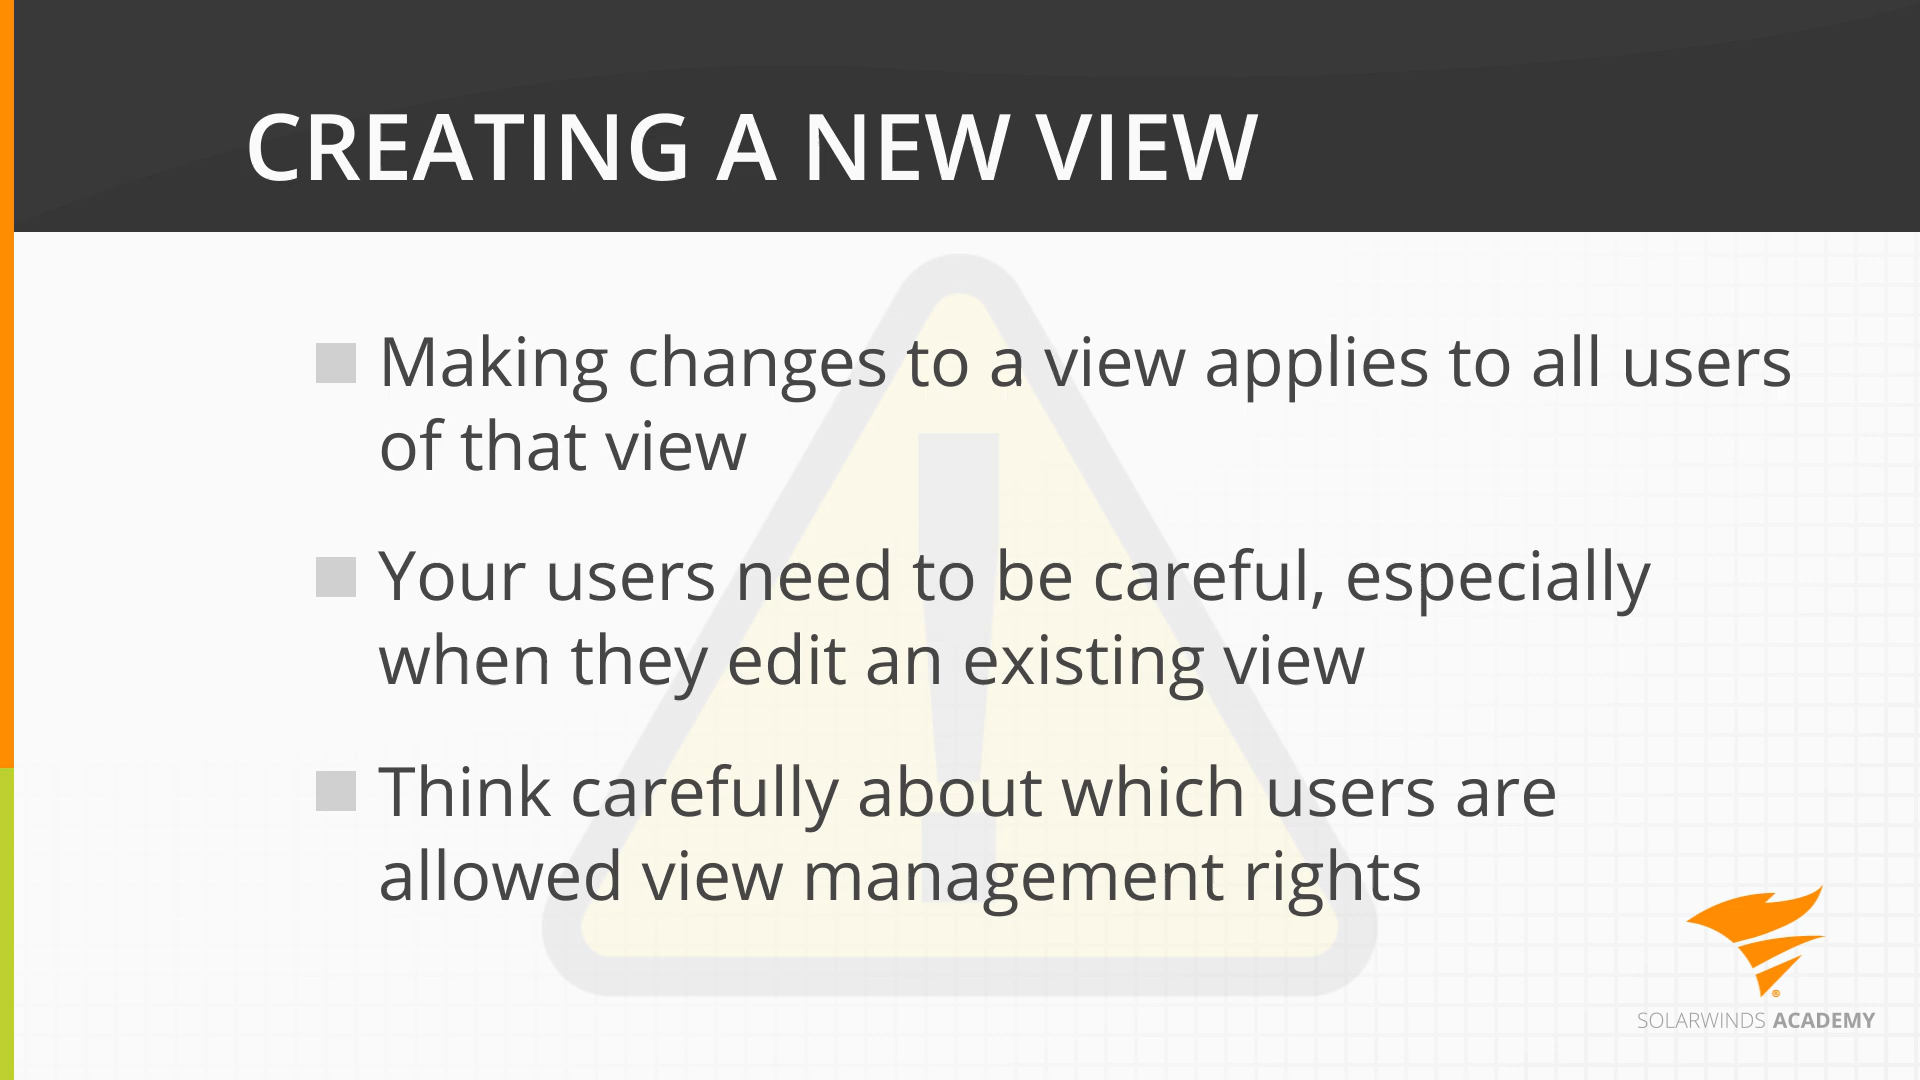 CREATING A NEW VIEW
Making changes to a view applies to all users
of that view
Your users need to be careful, especially
when they edit an existing view
Think carefully about which users are
allowed view management rights
SOLARWINDS ACADEMY